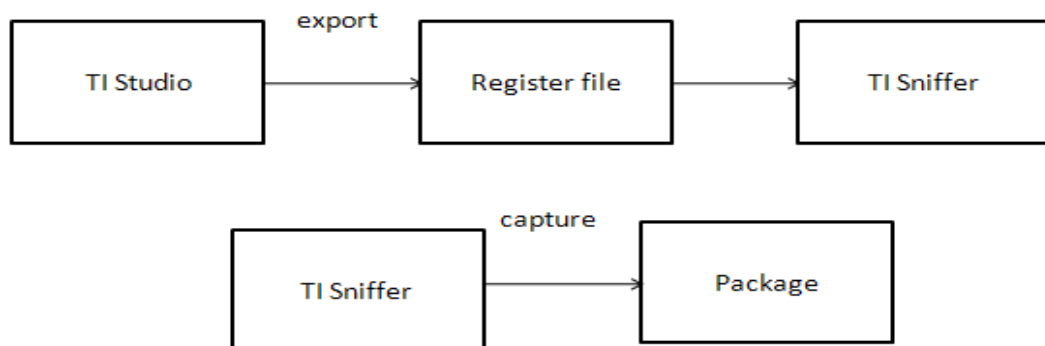 export
TI Studio
Register file
TI Sniffer
capture
TI Sniffer
Package